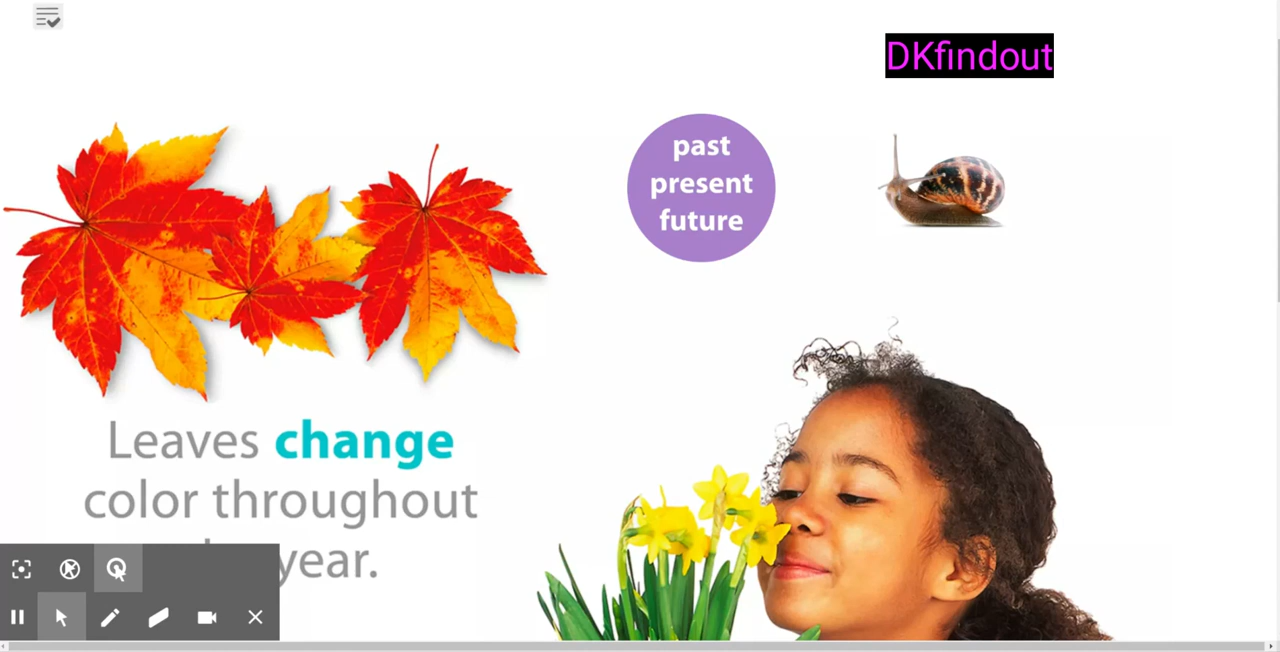 DKfindout
past
present
future
Leaves change
color throughout
year.